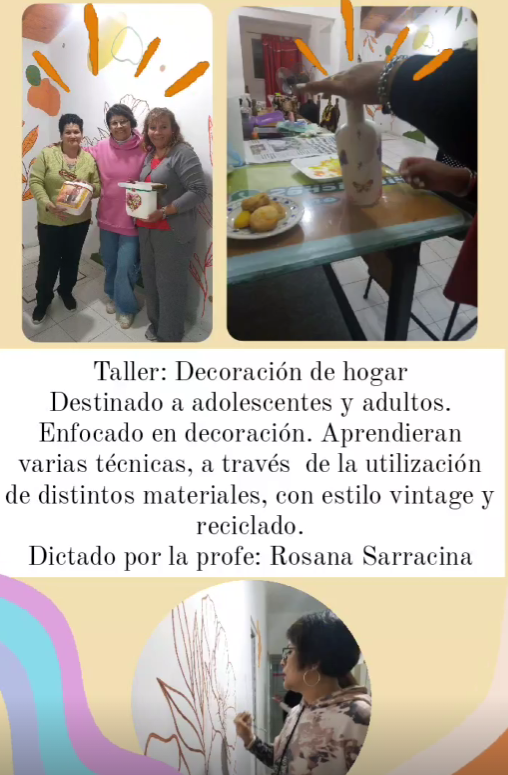 Taller: Decoración de hogar
Destinado a adolescentes y adultos.
Enfocado en decoración. Aprendieran
varias técnicas, a través de la utilización
de distintos materiales, con estilo vintage y
reciclado.
Dictado por la profe: Rosana Sarracina